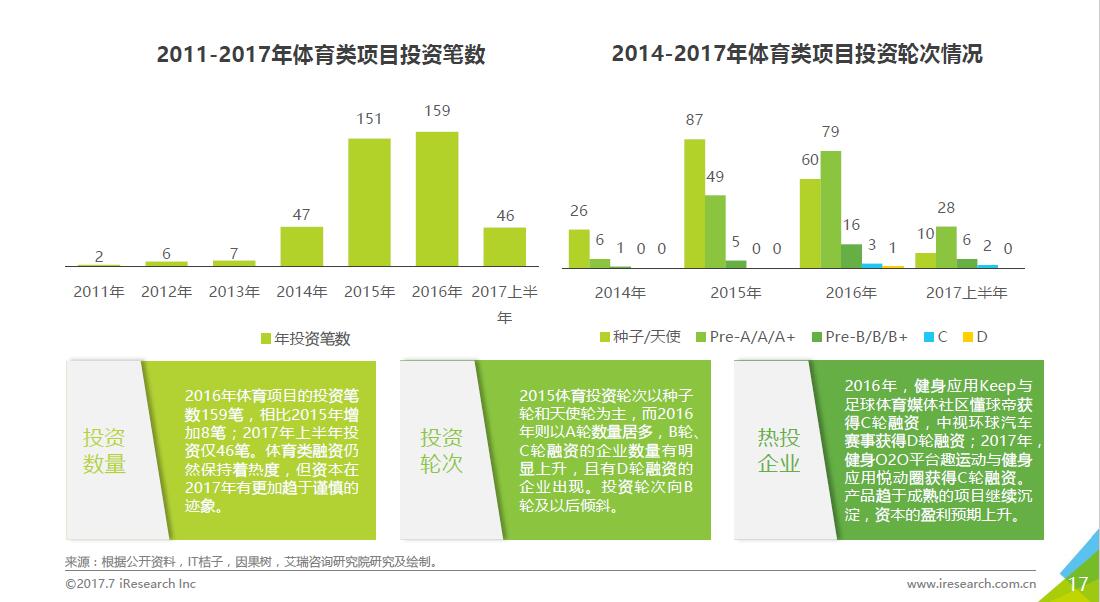 2011-2017年体育类项目投资笔数
2 6 7 47 151 159 46
2011年 2012年 2013年 2014年 2015年 2016年 2017上半
年
年投资笔数
2014-2017年体育类项目投资轮次情况
26 6 1 0 0 87 49 5 0 0 60 79 16 3 1 10 28 6 2 0
2014年 2015年 2016年 2017上半年
种子/天使 Pre-A/A/A+ Pre-B/B/B+ C D
投资
数量
2016年体育项目的投资笔
数159笔，相比2015年增
加8笔；2017年上半年投
资仅46笔。体育类融资仍
然保持着热度，但资本在
2017年有更加趋于谨慎的
迹象。
投资
轮次
2015体育投资轮次以种子
轮和天使轮为主，而2016
年则以A轮数量居多，B轮、
C轮融资的企业数量有明
显上升，且有D轮融资的
企业出现。投资轮次向B
轮及以后倾斜。
热投
企业
2016年，健身应用Keep与
足球体育媒体社区懂球帝获
得C轮融资，中视环球汽车
赛事获得D轮融资；2017年，
健身O2O平台趣运动与健身
应用悦动圈获得C轮融资。
产品趋于成熟的项目继续沉
淀，资本的盈利预期上升。
来源：根据公开资料，IT桔子，因果树，艾瑞咨询研究院研究及绘制。
©2017.7 iResearch Inc
www.iresearch.com.cn
17